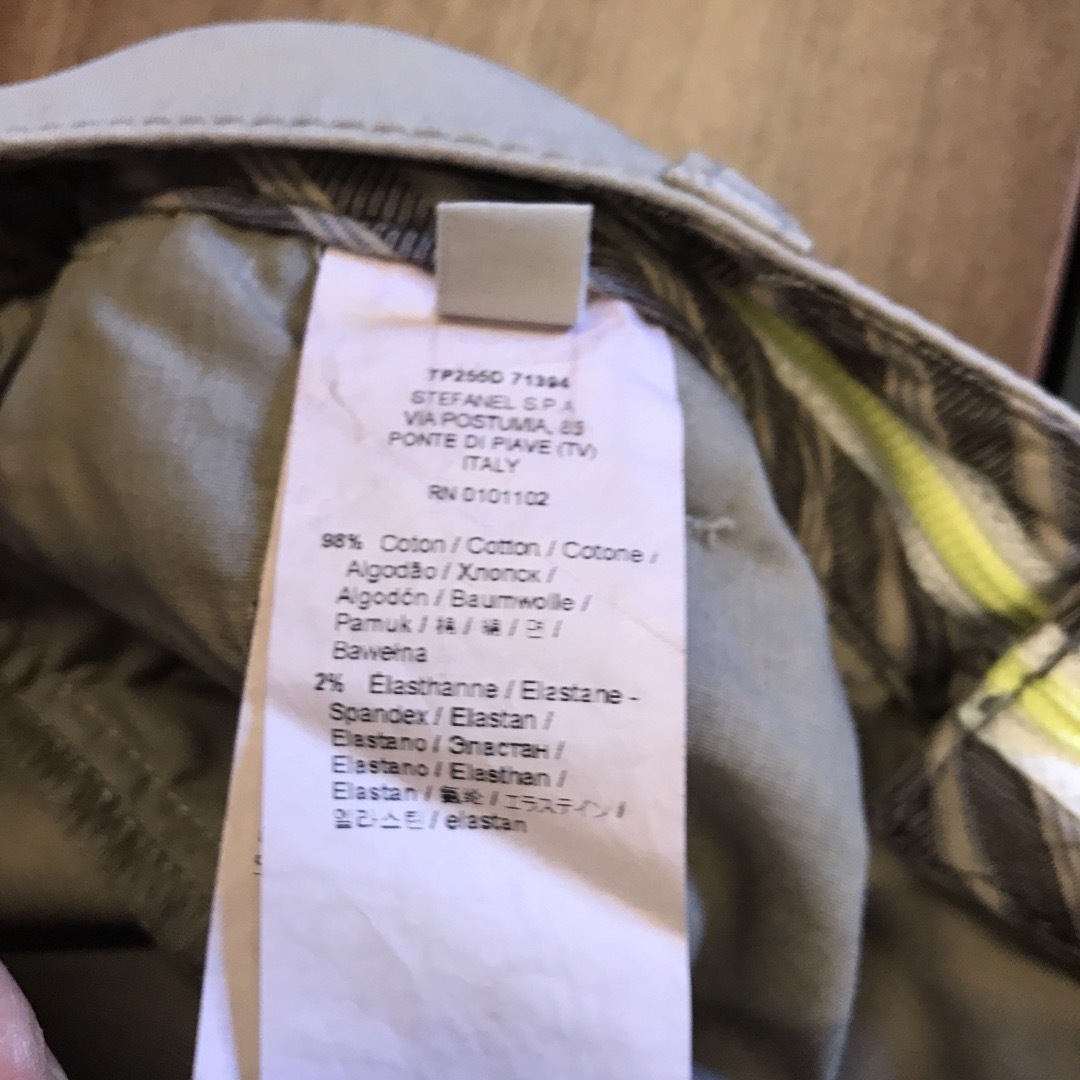 TP255D 71394
STEFANEL S.P.A.
VIA POSTUMIA, 85
PONTE DI PIAVE (TV)
ITALY
RN 0101102
98% Coton / Cotton / Cotone /
Algodão / Хлопок /
Algodón / Baumwolle /
Pamuk / 棉 / 綿 / 면 /
Bawełna
2% Élasthanne / Elastane -
Spandex / Elastan /
Elastano / Эластан /
Elastano / Elasthan /
Elastan / 氨纶 / エラステイン /
엘라스틴 / elastan